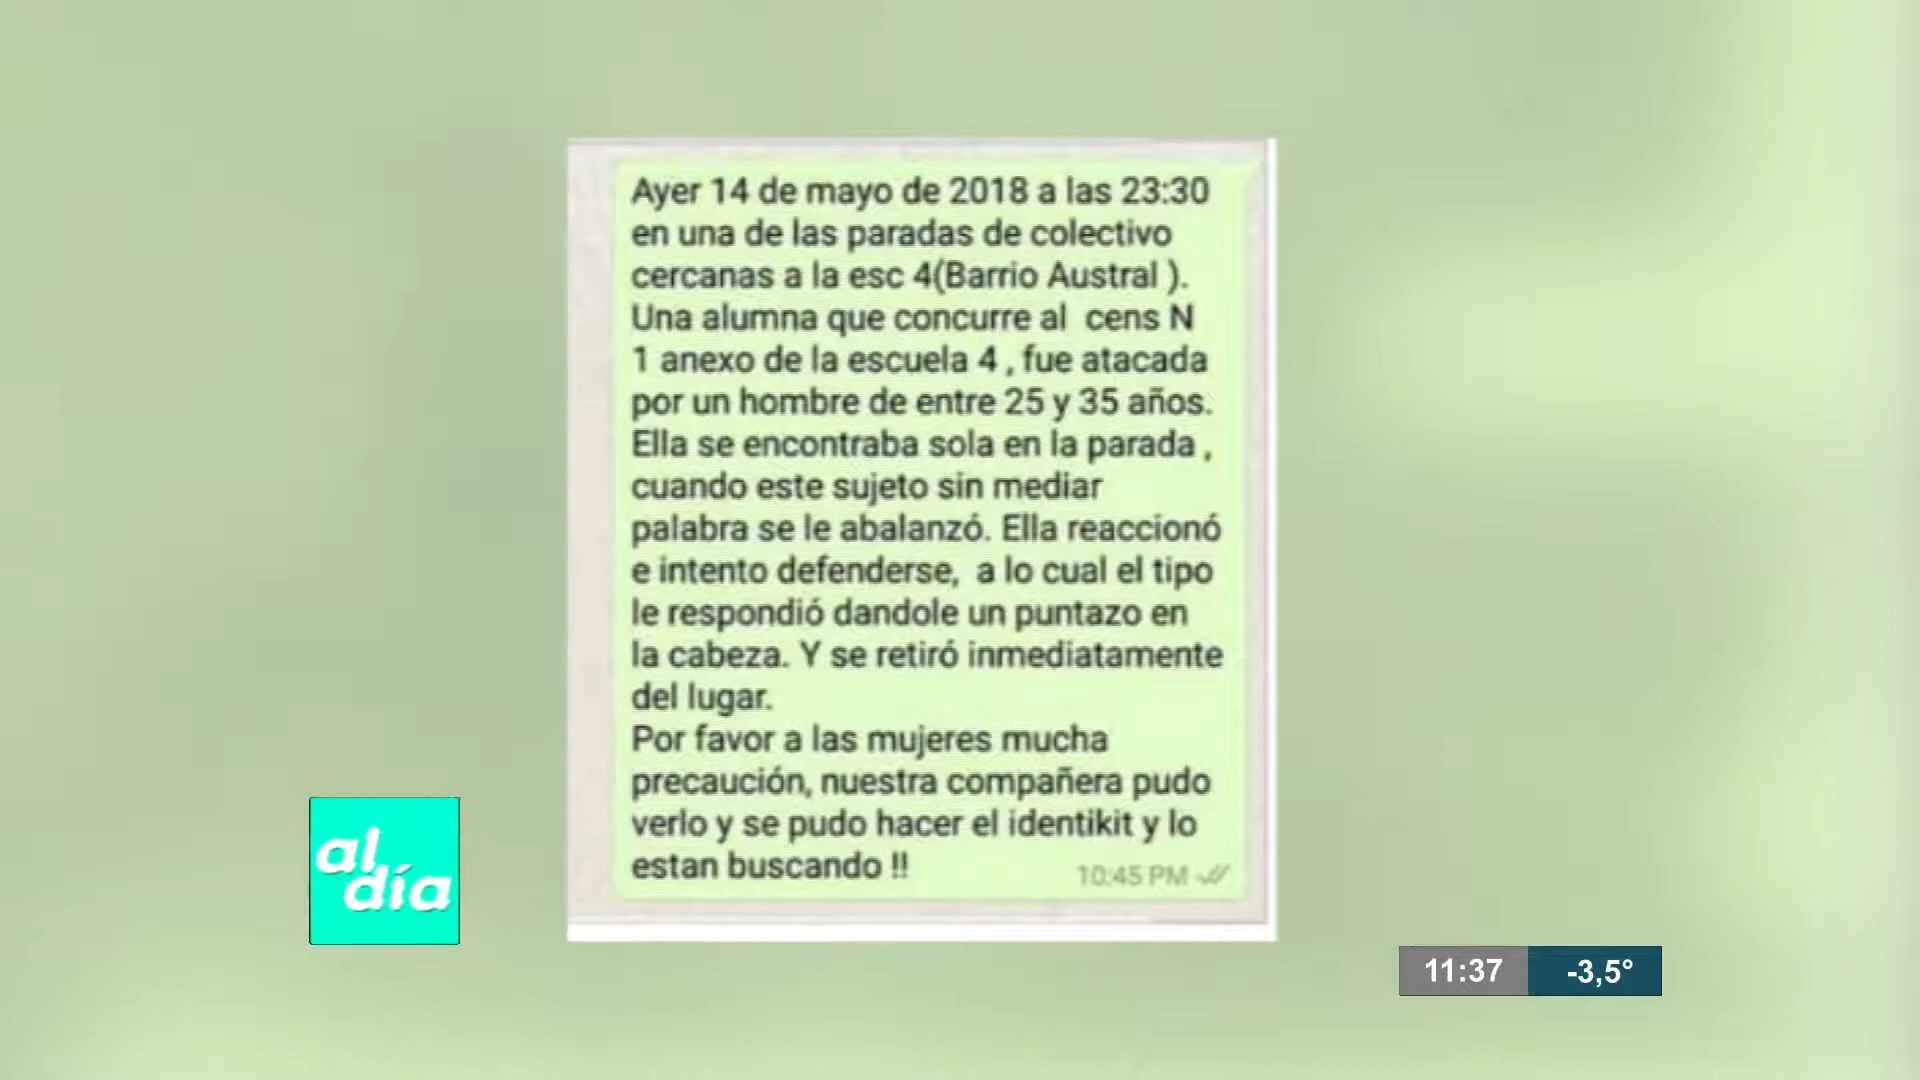 Ayer 14 de mayo de 2018 a las 23:30
en una de las paradas de colectivo
cercanas a la esc 4(Barrio Austral ).
Una alumna que concurre al  cens N
1 anexo de la escuela 4 , fue atacada
por un hombre de entre 25 y 35 años.
Ella se encontraba sola en la parada ,
cuando este sujeto sin mediar
palabra se le abalanzó. Ella reaccionó
e intento defenderse,  a lo cual el tipo
le respondió dandole un puntazo en
la cabeza. Y se retiró inmediatamente
del lugar.
Por favor a las mujeres mucha
precaución, nuestra compañera pudo
verlo y se pudo hacer el identikit y lo
estan buscando !!
10:45 PM
al
día
11:37
-3,5°